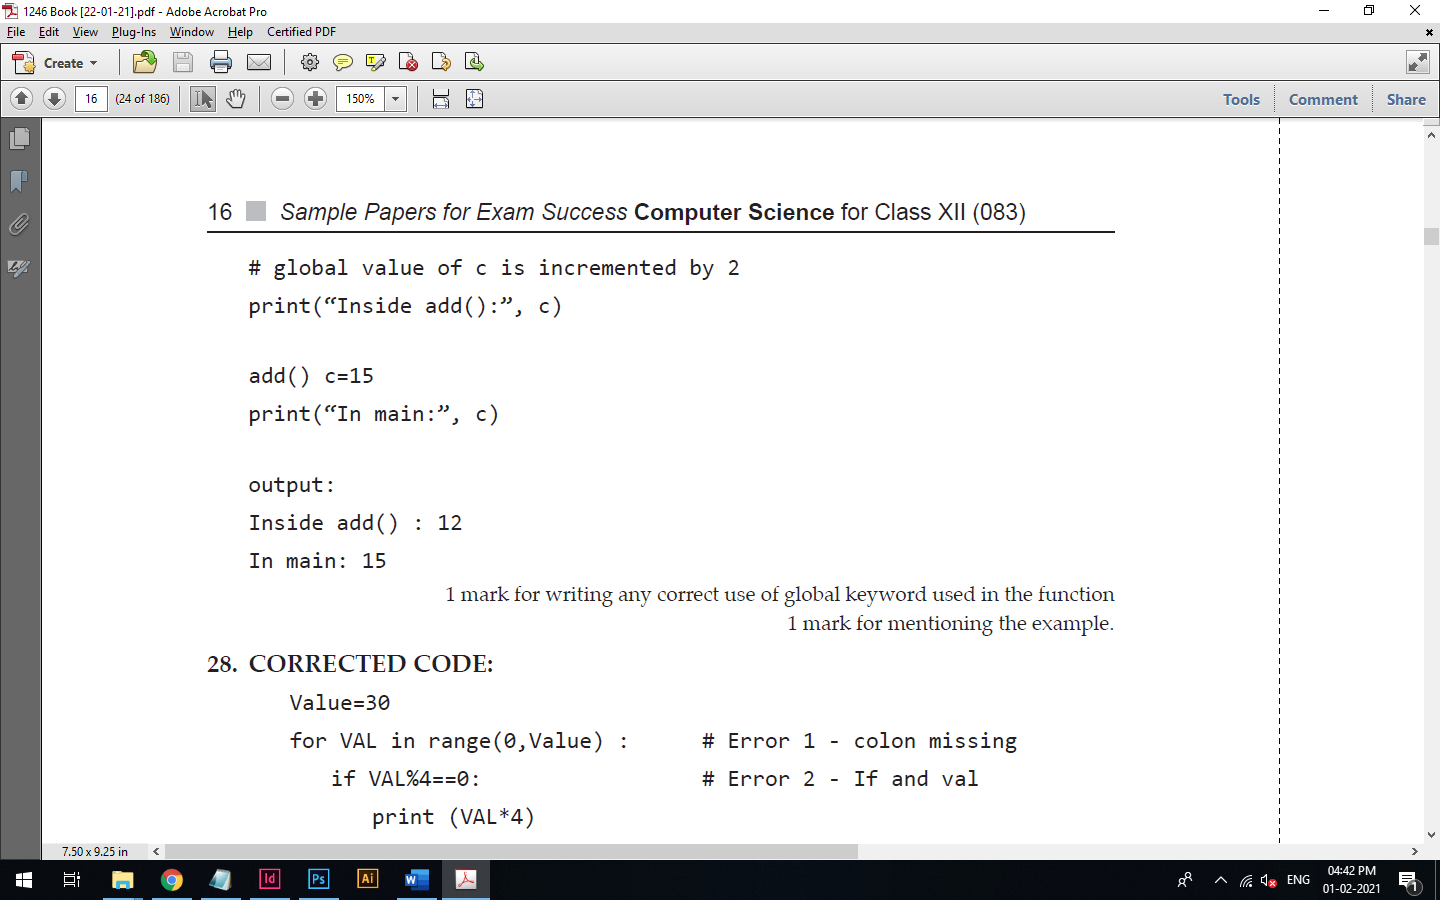 1246 Book [22-01-21].pdf - Adobe Acrobat Pro
File Edit View Plug-Ins Window Help Certified PDF
Create
16 (24 of 186) 150% Tools Comment Share
16 Sample Papers for Exam Success Computer Science for Class XII (083)
# global value of c is incremented by 2
print(“Inside add():”, c)
add() c=15
print(“In main:”, c)
output:
Inside add() : 12
In main: 15
1 mark for writing any correct use of global keyword used in the function
1 mark for mentioning the example.
28. CORRECTED CODE:
Value=30
for VAL in range(0,Value) : # Error 1 - colon missing
if VAL%4==0: # Error 2 - If and val
print (VAL*4)
7.50 x 9.25 in
Id Ps Ai W ENG 04:42 PM
01-02-2021 1